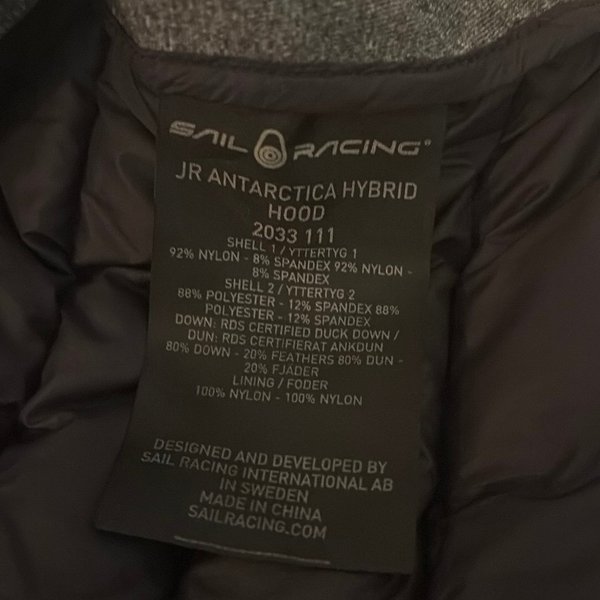 SAIL RACING®
JR ANTARCTICA HYBRID
HOOD
2033 111
SHELL 1 / YTTERTYG 1
92% NYLON - 8% SPANDEX 92% NYLON -
8% SPANDEX
SHELL 2 / YTTERTYG 2
88% POLYESTER - 12% SPANDEX 88%
POLYESTER - 12% SPANDEX
DOWN: RDS CERTIFIED DUCK DOWN /
DUN: RDS CERTIFIERAT ANKDUN
80% DOWN - 20% FEATHERS 80% DUN -
20% FJÄDER
LINING / FODER
100% NYLON - 100% NYLON
DESIGNED AND DEVELOPED BY
SAIL RACING INTERNATIONAL AB
IN SWEDEN
MADE IN CHINA
SAILRACING.COM